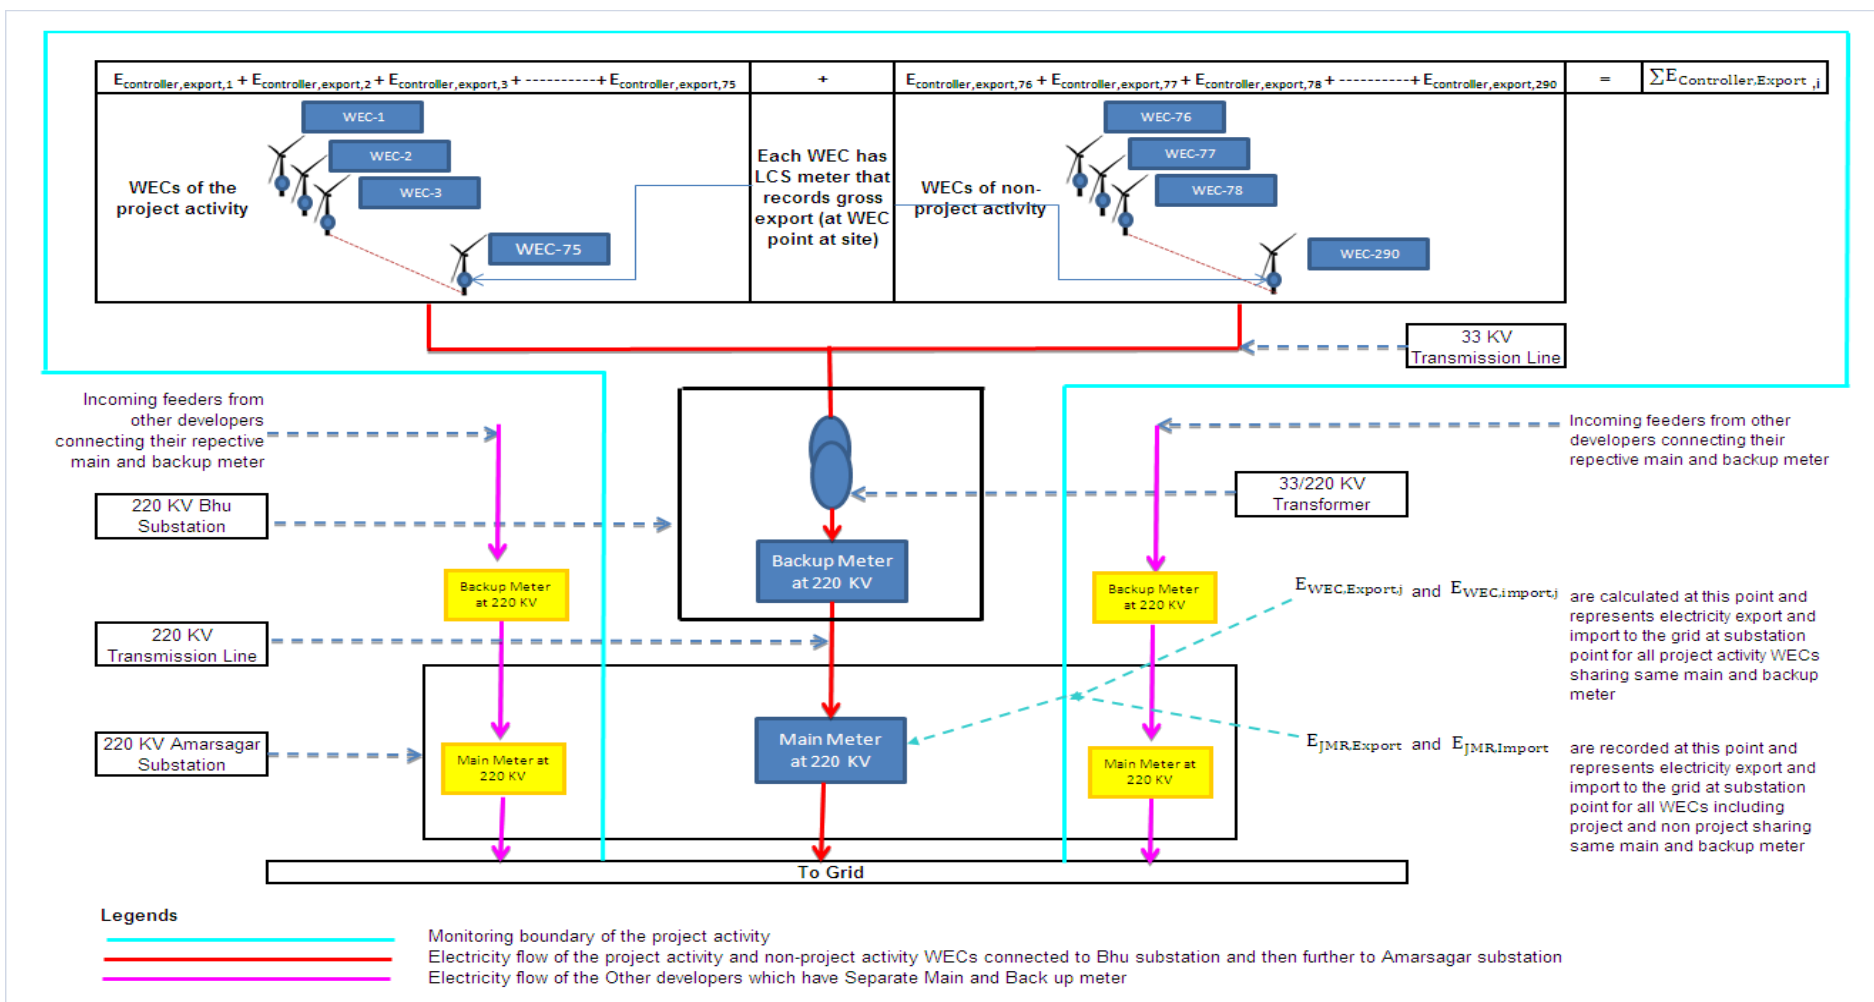 Econtroller,export,1 + Econtroller,export,2 + Econtroller,export,3 + ----------+ Econtroller,export,75
+
Econtroller,export,76 + Econtroller,export,77 + Econtroller,export,78 + ----------+ Econtroller,export,290
=
∑EController,Export ,i
WEC-1
WEC-2
WEC-3
WECs of the
project activity
WEC-75
Each WEC has
LCS meter that
records gross
export (at WEC
point at site)
WEC-76
WEC-77
WEC-78
WECs of non-
project activity
WEC-290
33 KV
Transmission Line
Incoming feeders from
other developers
connecting their repective
main and backup meter
Incoming feeders from other
developers connecting their
repective main and backup meter
220 KV Bhu
Substation
33/220 KV
Transformer
Backup Meter
at 220 KV
Backup Meter
at 220 KV
Backup Meter
at 220 KV
EWEC,Export,j and EWEC,import,j
are calculated at this point and
represents electricity export and
import to the grid at substation
point for all project activity WECs
sharing same main and backup
meter
220 KV
Transmission Line
220 KV Amarsagar
Substation
Main Meter at
220 KV
Main Meter
at 220 KV
Main Meter at
220 KV
EJMR,Export and EJMR,Import
are recorded at this point and
represents electricity export and
import to the grid at substation
point for all WECs including
project and non project sharing
same main and backup meter
To Grid
Legends
Monitoring boundary of the project activity
Electricity flow of the project activity and non-project activity WECs connected to Bhu substation and then further to Amarsagar substation
Electricity flow of the Other developers which have Separate Main and Back up meter